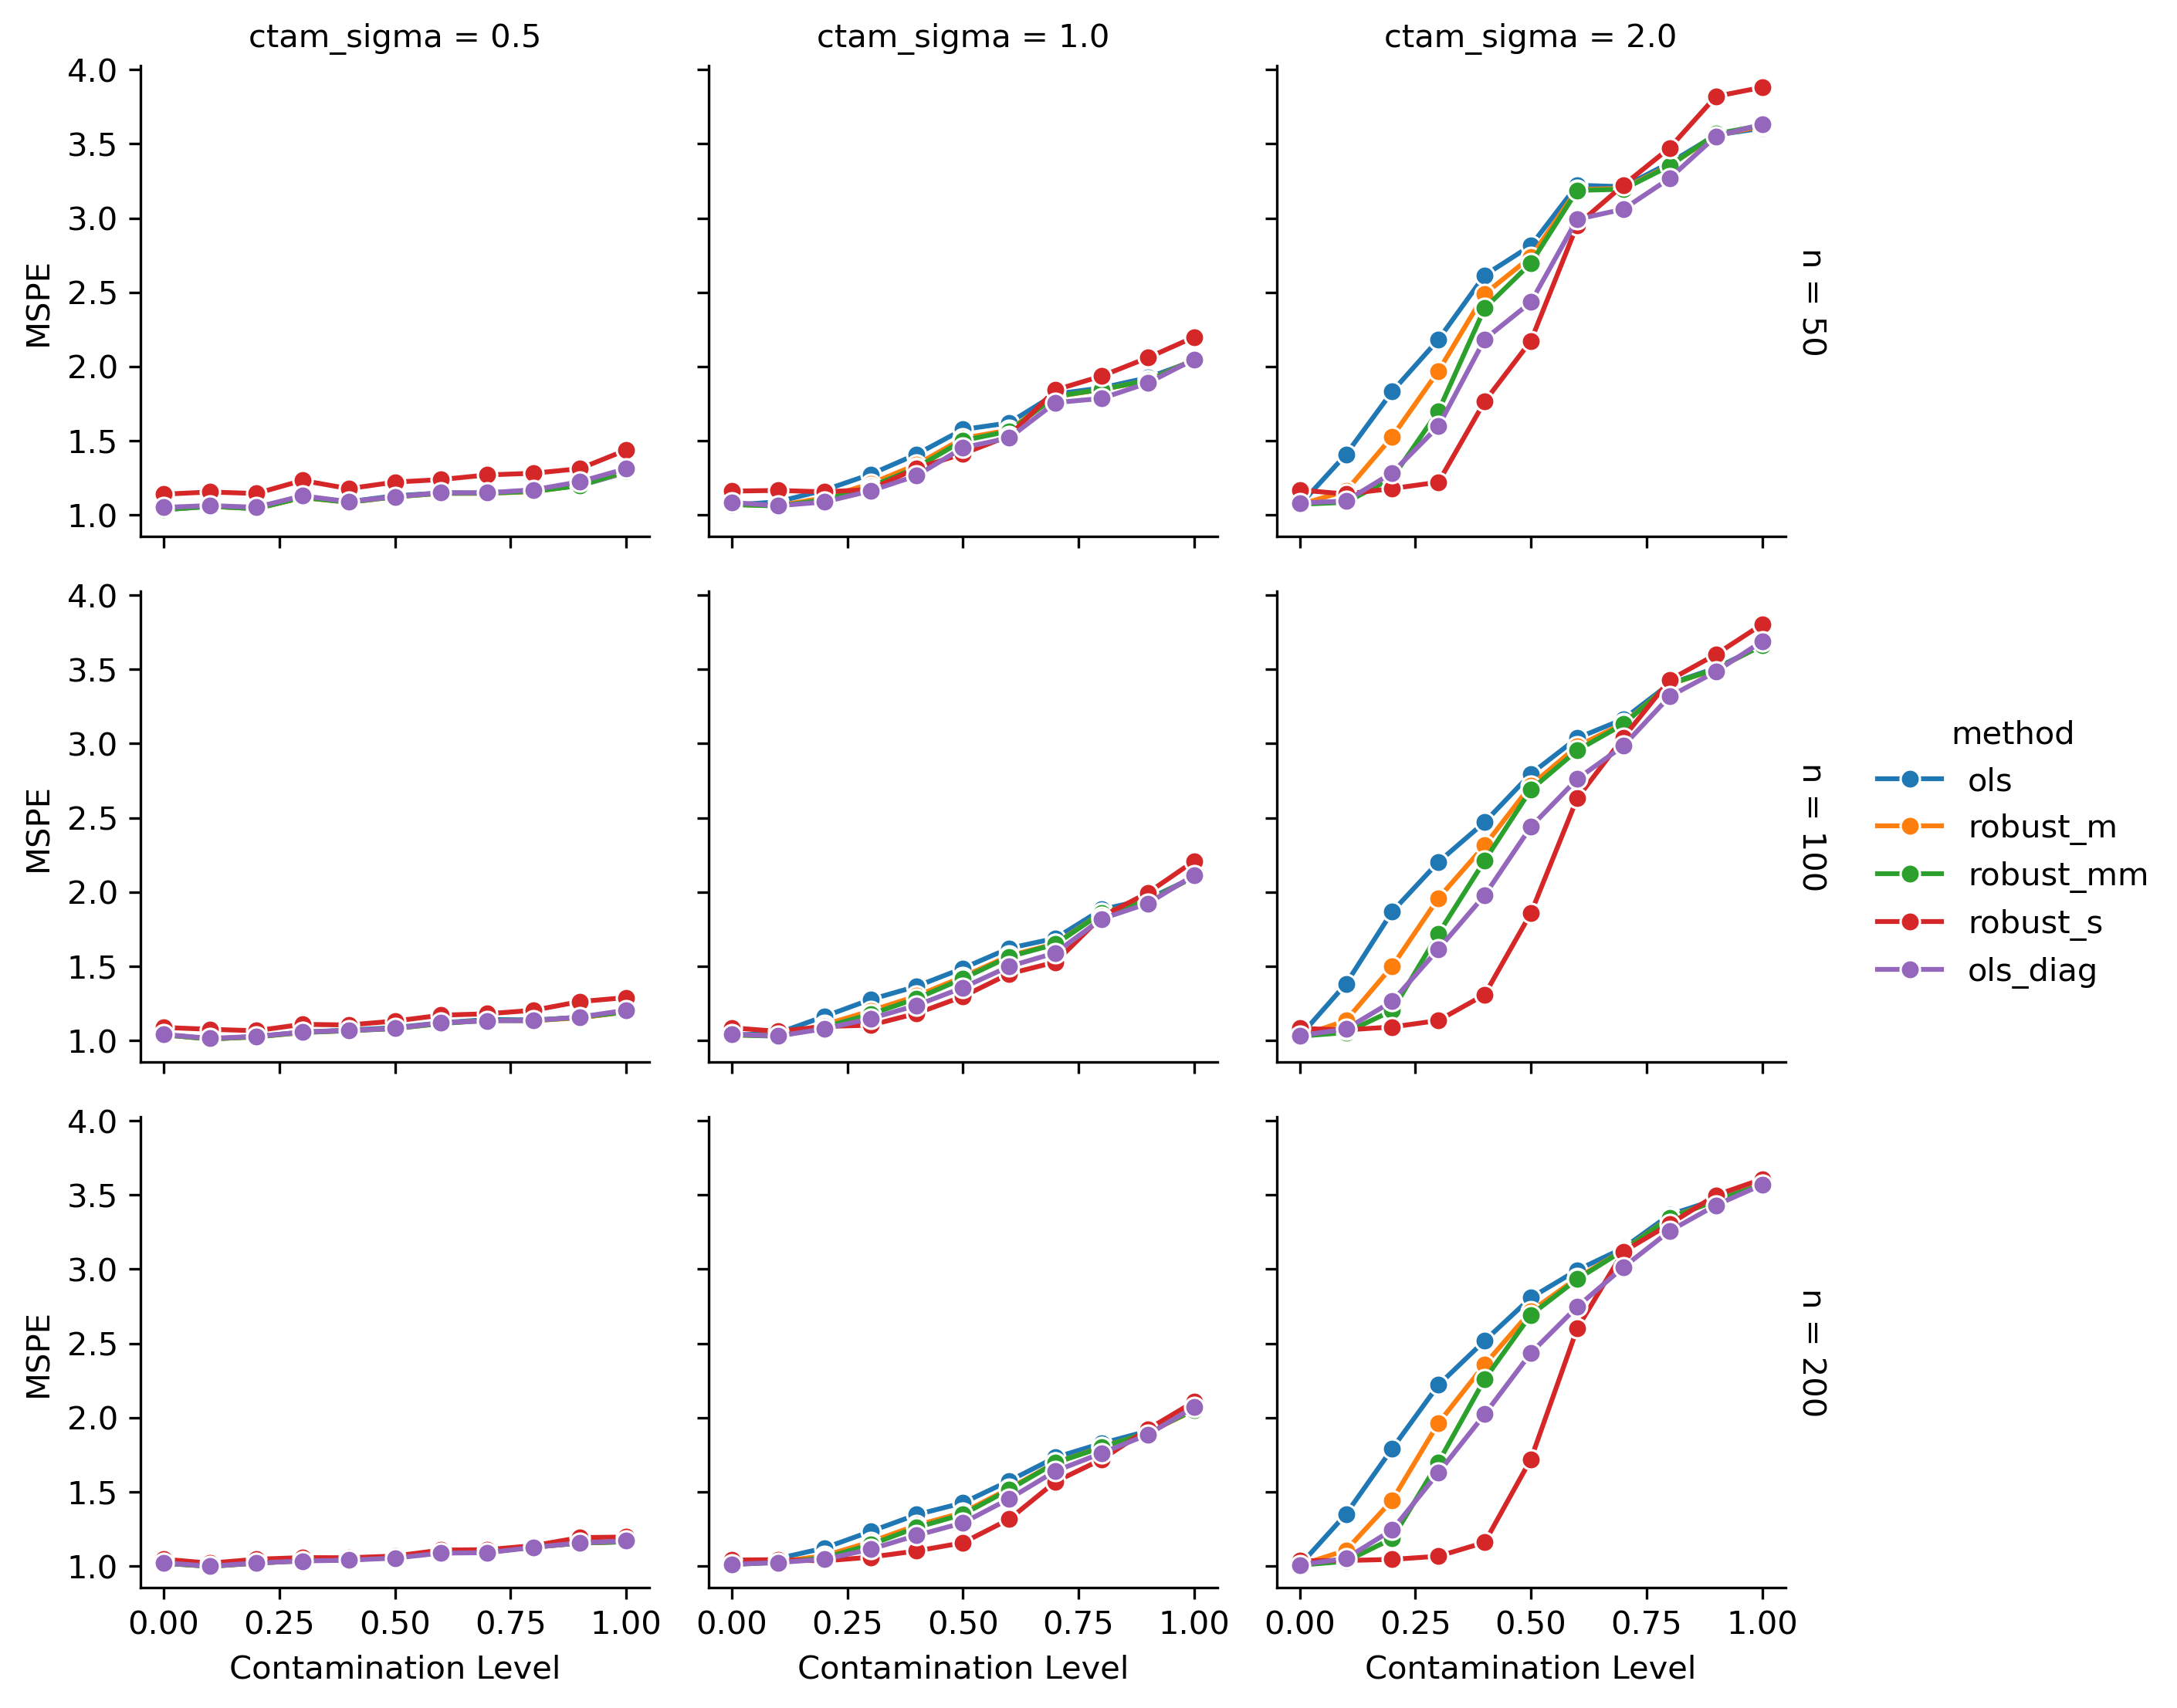 ctam_sigma = 0.5
ctam_sigma = 1.0
ctam_sigma = 2.0
4.0
3.5
3.0
2.5
2.0
1.5
1.0
MSPE
n = 50
4.0
3.5
3.0
2.5
2.0
1.5
1.0
MSPE
n = 100
method
ols
robust_m
robust_mm
robust_s
ols_diag
4.0
3.5
3.0
2.5
2.0
1.5
1.0
MSPE
n = 200
0.00 0.25 0.50 0.75 1.00
0.00 0.25 0.50 0.75 1.00
0.00 0.25 0.50 0.75 1.00
Contamination Level
Contamination Level
Contamination Level